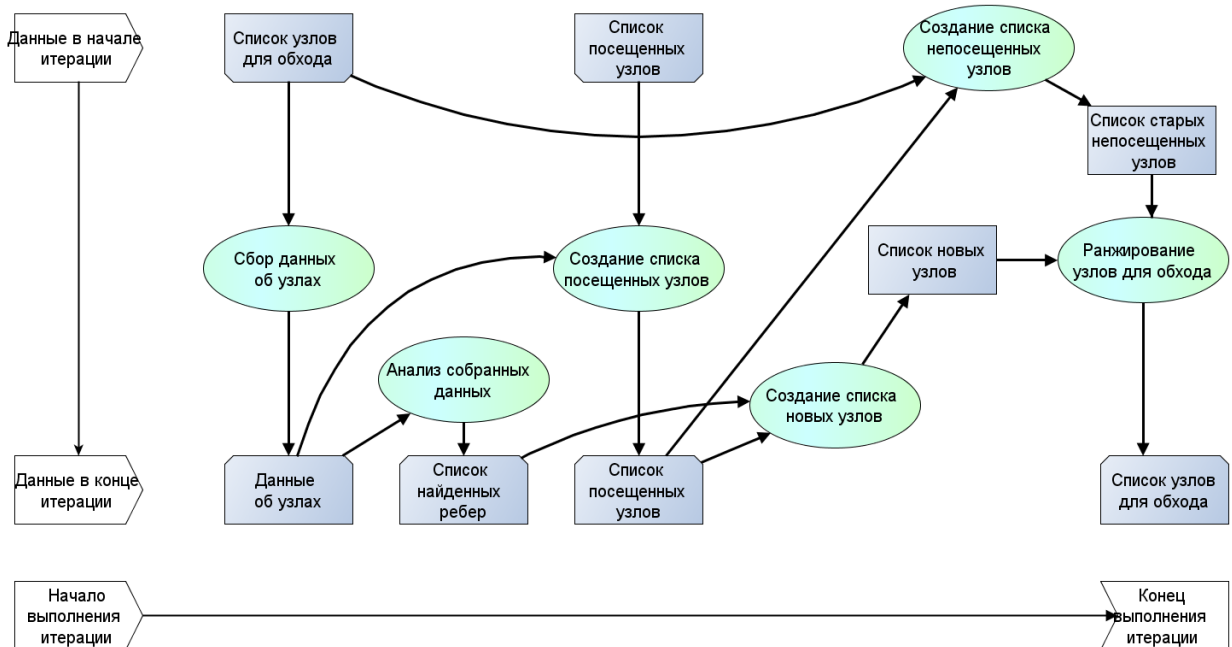 Данные в начале
итерации
Список узлов
для обхода
Список
посещенных
узлов
Создание списка
непосещенных
узлов
Список старых
непосещенных
узлов
Сбор данных
об узлах
Создание списка
посещенных узлов
Список новых
узлов
Ранжирование
узлов для обхода
Анализ собранных
данных
Создание списка
новых узлов
Данные в конце
итерации
Данные
об узлах
Список
найденных
ребер
Список
посещенных
узлов
Список узлов
для обхода
Начало
выполнения
итерации
Конец
выполнения
итерации